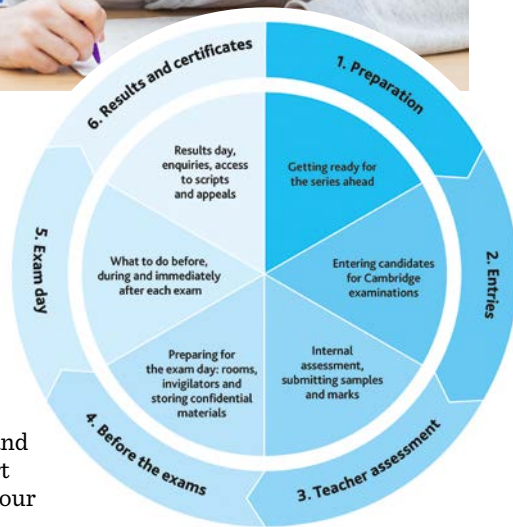 1. Preparation
Getting ready for
the series ahead
2. Entries
Entering candidates
for Cambridge
examinations
3. Teacher assessment
Internal
assessment,
submitting samples
and marks
4. Before the exams
Preparing for
the exam day: rooms,
invigilators and
storing confidential
materials
5. Exam day
What to do before,
during and immediately
after each exam
6. Results and certificates
Results day,
enquiries, access
to scripts
and appeals
our